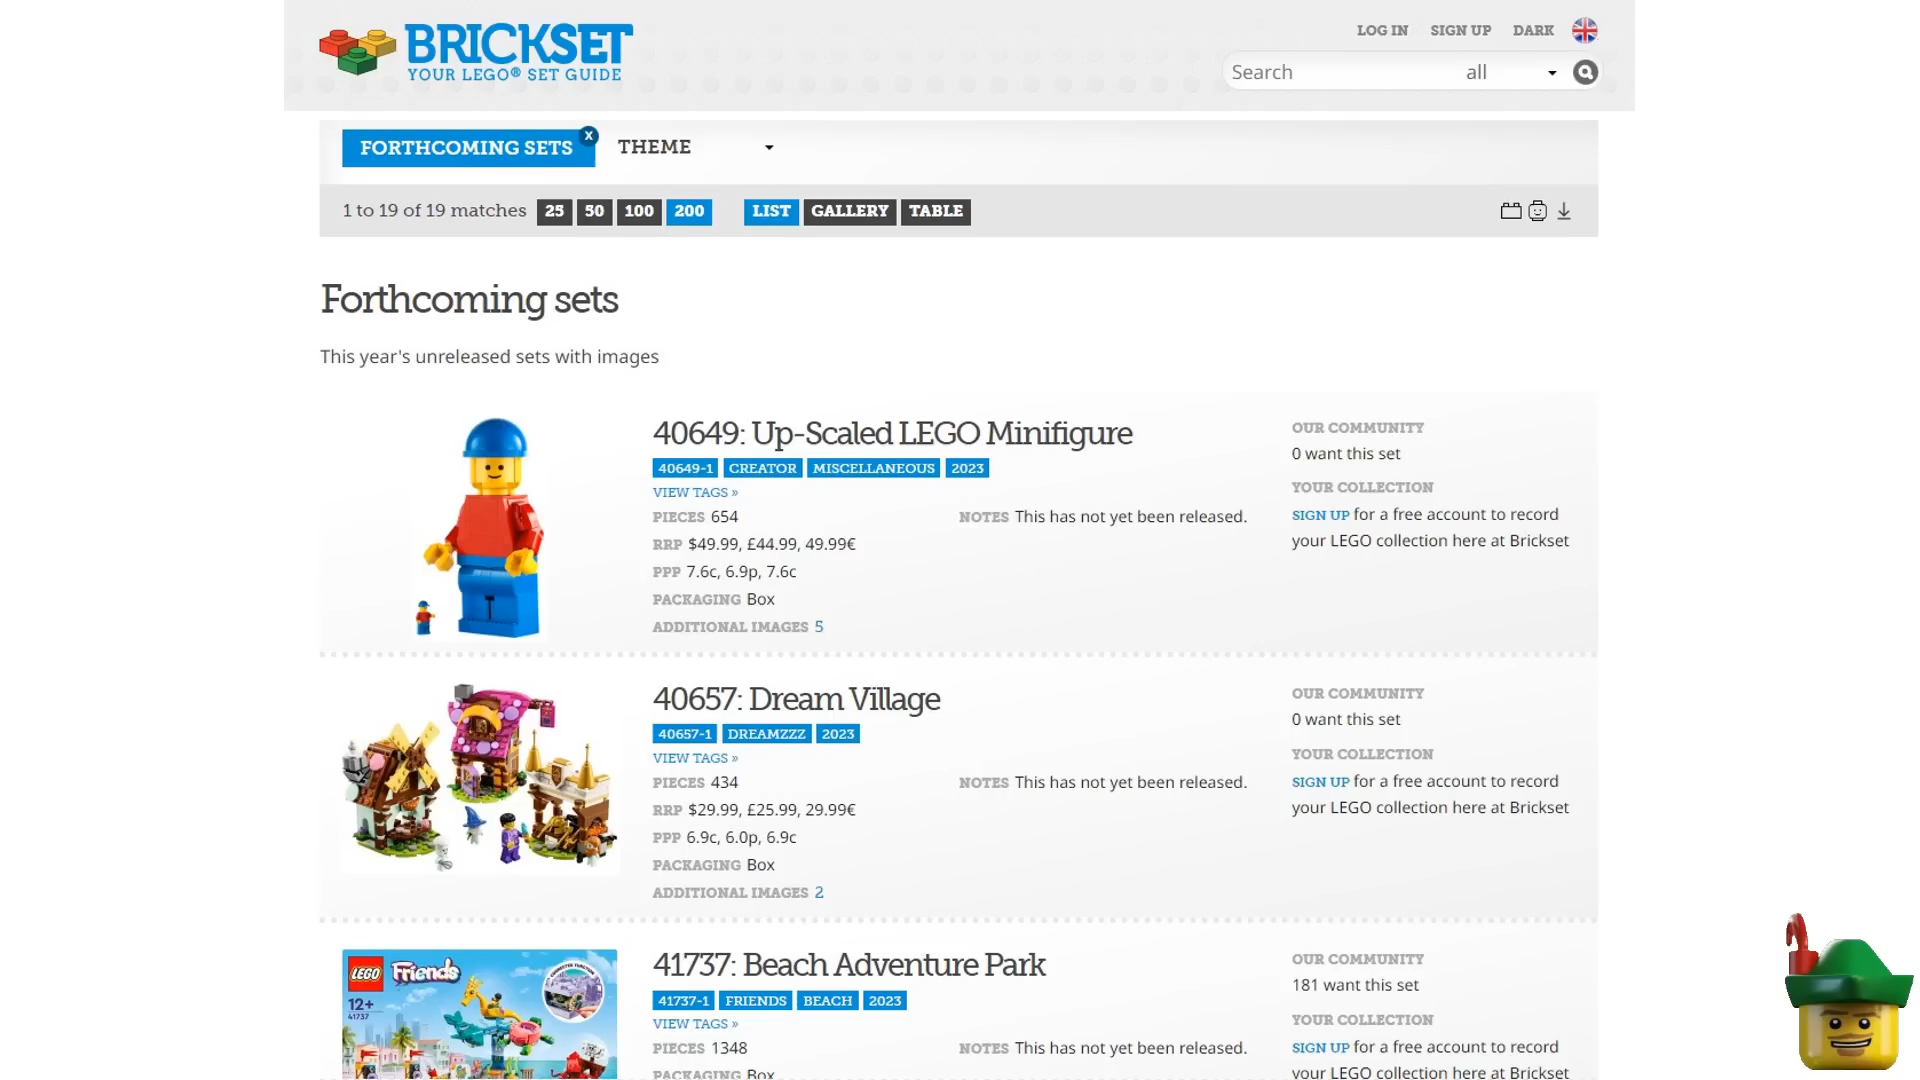 BRICKSET
YOUR LEGO® SET GUIDE
LOG IN SIGN UP DARK
Search all
FORTHCOMING SETS x THEME
1 to 19 of 19 matches 25 50 100 200 LIST GALLERY TABLE
Forthcoming sets
This year's unreleased sets with images
40649: Up-Scaled LEGO Minifigure
40649-1 CREATOR MISCELLANEOUS 2023
VIEW TAGS »
PIECES 654
RRP $49.99, £44.99, 49.99€
PPP 7.6c, 6.9p, 7.6c
PACKAGING Box
ADDITIONAL IMAGES 5
NOTES This has not yet been released.
OUR COMMUNITY
0 want this set
YOUR COLLECTION
SIGN UP for a free account to record
your LEGO collection here at Brickset
40657: Dream Village
40657-1 DREAMZZZ 2023
VIEW TAGS »
PIECES 434
RRP $29.99, £25.99, 29.99€
PPP 6.9c, 6.0p, 6.9c
PACKAGING Box
ADDITIONAL IMAGES 2
NOTES This has not yet been released.
OUR COMMUNITY
0 want this set
YOUR COLLECTION
SIGN UP for a free account to record
your LEGO collection here at Brickset
LEGO Friends
12+
41737
41737: Beach Adventure Park
41737-1 FRIENDS BEACH 2023
VIEW TAGS »
PIECES 1348
PACKAGING Box
NOTES This has not yet been released.
OUR COMMUNITY
181 want this set
YOUR COLLECTION
SIGN UP for a free account to record
your LEGO collection here at Brickset